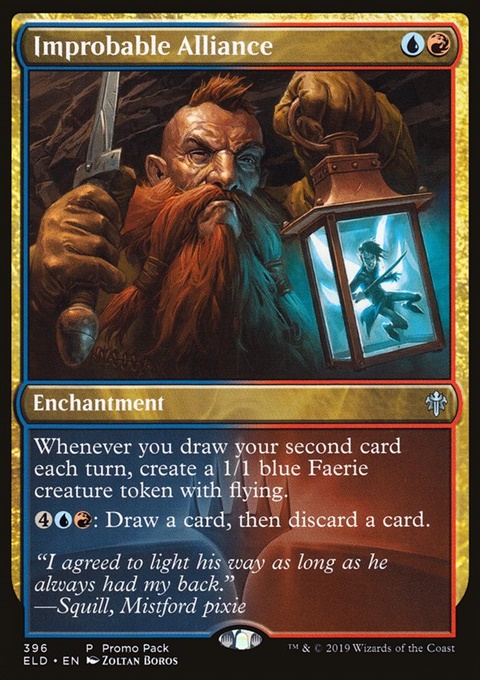 Improbable Alliance
Enchantment
Whenever you draw your second card
each turn, create a 1/1 blue Faerie
creature token with flying.
4: Draw a card, then discard a card.
“I agreed to light his way as long as he
always had my back.”
—Squill, Mistford pixie
396 P Promo Pack
ELD • EN Zoltan Boros
™ & © 2019 Wizards of the Coast